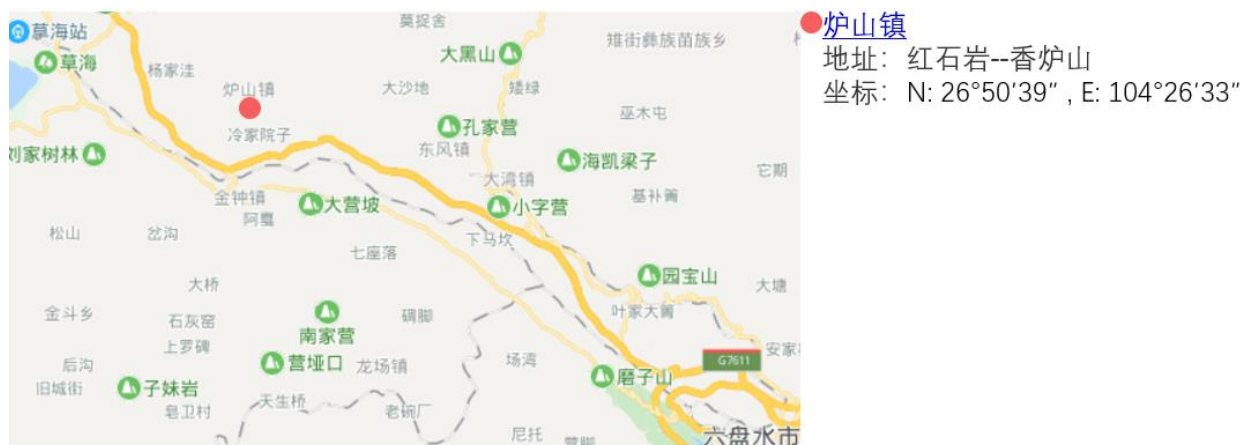 莫捉舍
草海站
草海
杨家洼
大黑山
雉街彝族苗族乡
炉山镇
大沙地
矮绿
巫木屯
冷家院子
孔家营
东风镇
刘家树林
海凯梁子
它期
大湾镇
金钟镇
大营坡
小字营
基补箐
阿戛
松山
岔沟
七座落
下马坎
园宝山
大桥
大塘
金斗乡
石灰窑
南家营
碉脚
叶家大箐
上罗碑
后沟
营垭口
龙场镇
场湾
G7611
旧城街
子妹岩
磨子山
皂卫村
天生桥
老碗厂
尼托
营脚
六盘水市
炉山镇
地址：红石岩--香炉山
坐标：N: 26°50′39″ , E: 104°26′33″